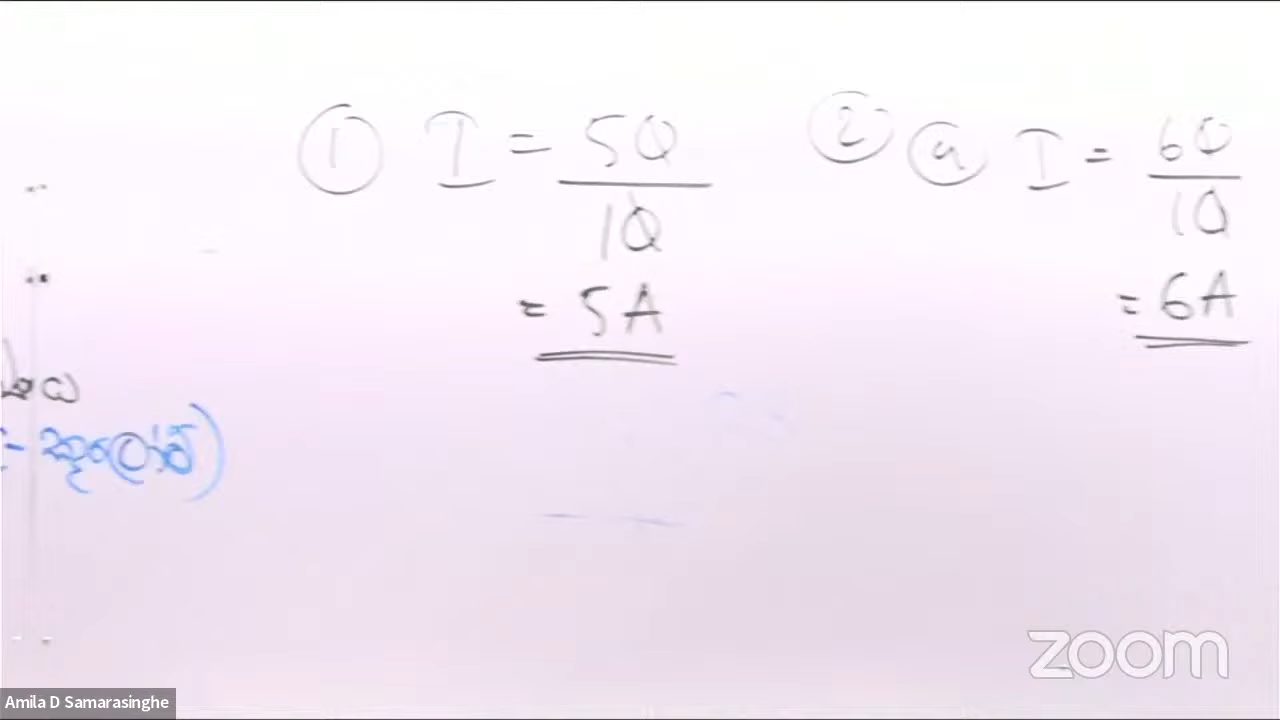 ① I = 50
10
= 5A
② ⓐ I = 60
10
= 6A
- කූලෝම්)
zoom
Amila D Samarasinghe